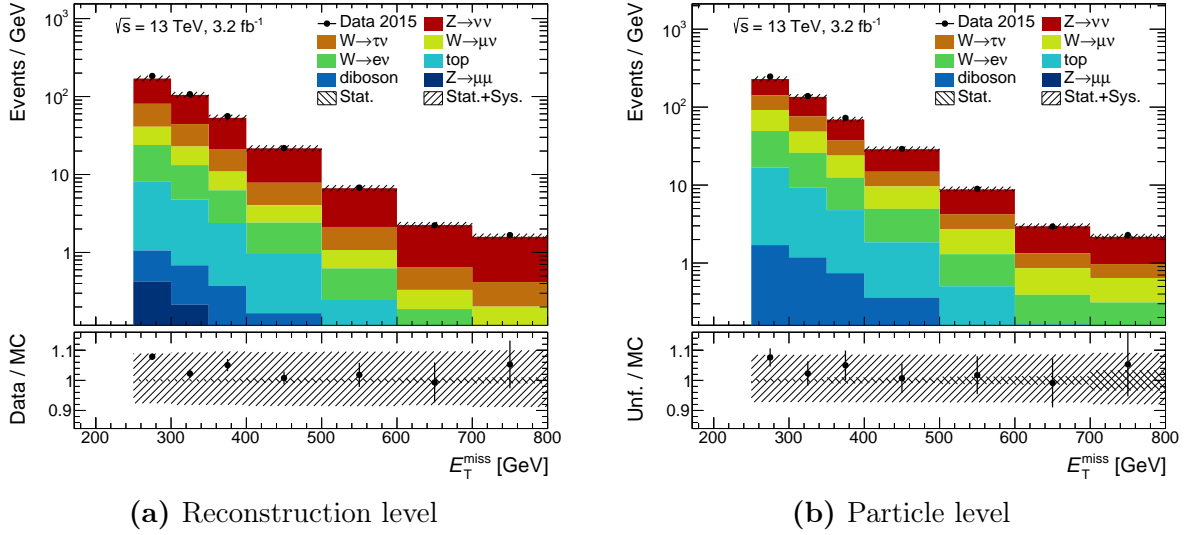 Events / GeV
10³
10²
10
1
√s = 13 TeV, 3.2 fb⁻¹
Data 2015
Z→νν
W→τν
W→μν
W→eν
top
diboson
Z→μμ
Stat.
Stat.+Sys.
Data / MC
1.1
1
0.9
200 300 400 500 600 700 800
E_T^miss [GeV]
(a) Reconstruction level
Events / GeV
10³
10²
10
1
√s = 13 TeV, 3.2 fb⁻¹
Data 2015
Z→νν
W→τν
W→μν
W→eν
top
diboson
Z→μμ
Stat.
Stat.+Sys.
Unf. / MC
1.1
1
0.9
200 300 400 500 600 700 800
E_T^miss [GeV]
(b) Particle level